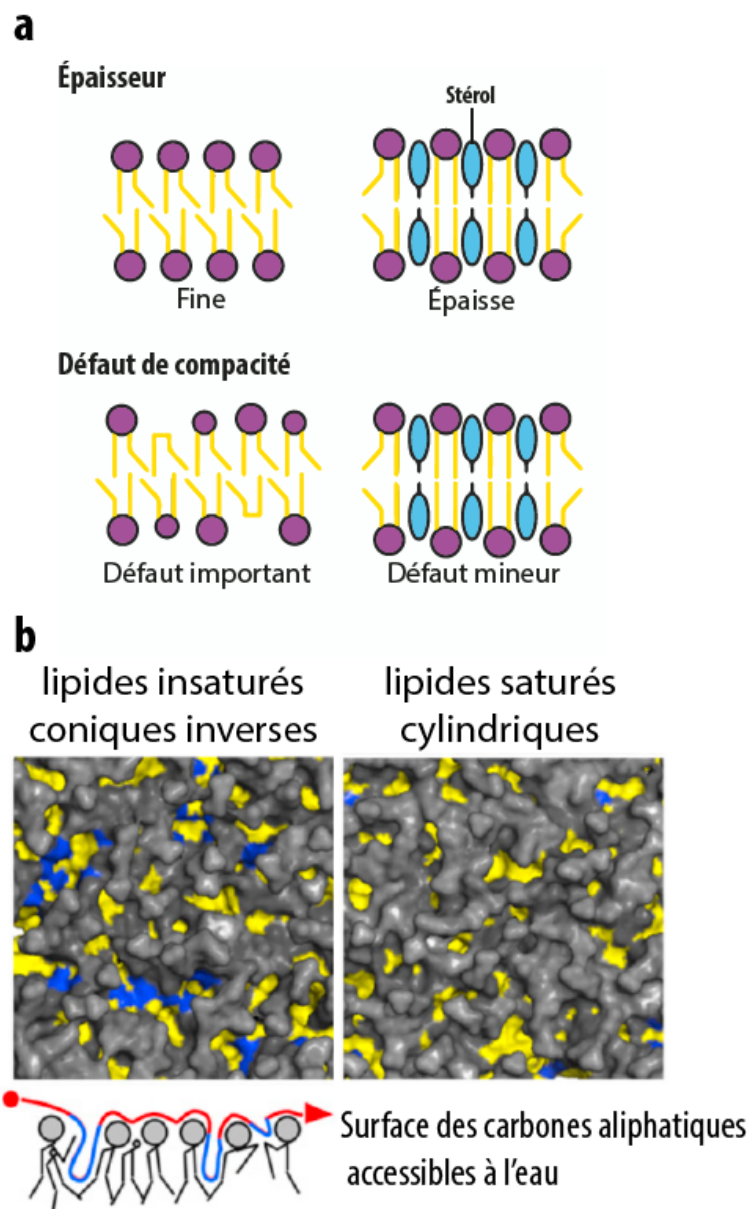 a
Épaisseur
Stérol
Fine
Épaisse
Défaut de compacité
Défaut important
Défaut mineur
b
lipides insaturés
coniques inverses
lipides saturés
cylindriques
Surface des carbones aliphatiques
accessibles à l'eau